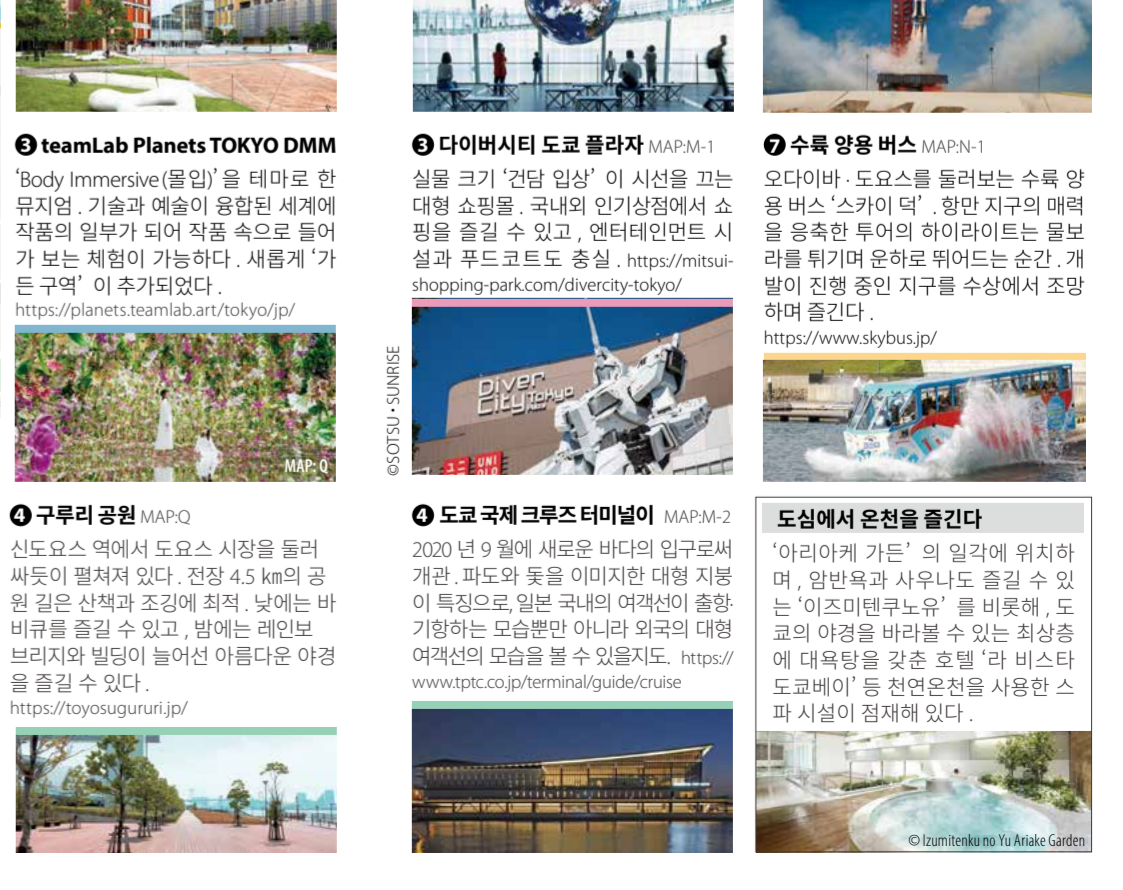 ❸ teamLab Planets TOKYO DMM
‘Body Immersive(몰입)’을 테마로 한
뮤지엄 . 기술과 예술이 융합된 세계에
작품의 일부가 되어 작품 속으로 들어
가 보는 체험이 가능하다 . 새롭게 ‘가
든 구역’ 이 추가되었다 .
https://planets.teamlab.art/tokyo/jp/
MAP: Q
❹ 구루리 공원 MAP:Q
신도요스 역에서 도요스 시장을 둘러
싸듯이 펼쳐져 있다 . 전장 4.5 ㎞의 공
원 길은 산책과 조깅에 최적 . 낮에는 바
비큐를 즐길 수 있고 , 밤에는 레인보
브리지와 빌딩이 늘어선 아름다운 야경
을 즐길 수 있다 .
https://toyosugururi.jp/
❸ 다이버시티 도쿄 플라자 MAP:M-1
실물 크기 ‘건담 입상’ 이 시선을 끄는
대형 쇼핑몰 . 국내외 인기상점에서 쇼
핑을 즐길 수 있고 , 엔터테인먼트 시
설과 푸드코트도 충실 . https://mitsui-
shopping-park.com/divercity-tokyo/
©SOTSU・SUNRISE
Diver
City Tokyo
UNI
QLO
❹ 도쿄 국제 크루즈 터미널이 MAP:M-2
2020 년 9 월에 새로운 바다의 입구로써
개관 . 파도와 돛을 이미지한 대형 지붕
이 특징으로, 일본 국내의 여객선이 출항·
기항하는 모습뿐만 아니라 외국의 대형
여객선의 모습을 볼 수 있을지도. https://
www.tptc.co.jp/terminal/guide/cruise
❼ 수륙 양용 버스 MAP:N-1
오다이바 · 도요스를 둘러보는 수륙 양
용 버스 ‘스카이 덕’ . 항만 지구의 매력
을 응축한 투어의 하이라이트는 물보
라를 튀기며 운하로 뛰어드는 순간 . 개
발이 진행 중인 지구를 수상에서 조망
하며 즐긴다 .
https://www.skybus.jp/
도심에서 온천을 즐긴다
‘아리아케 가든’ 의 일각에 위치하
며 , 암반욕과 사우나도 즐길 수 있
는 ‘이즈미텐쿠노유’ 를 비롯해 , 도
쿄의 야경을 바라볼 수 있는 최상층
에 대욕탕을 갖춘 호텔 ‘라 비스타
도쿄베이’ 등 천연온천을 사용한 스
파 시설이 점재해 있다 .
© Izumitenku no Yu Ariake Garden